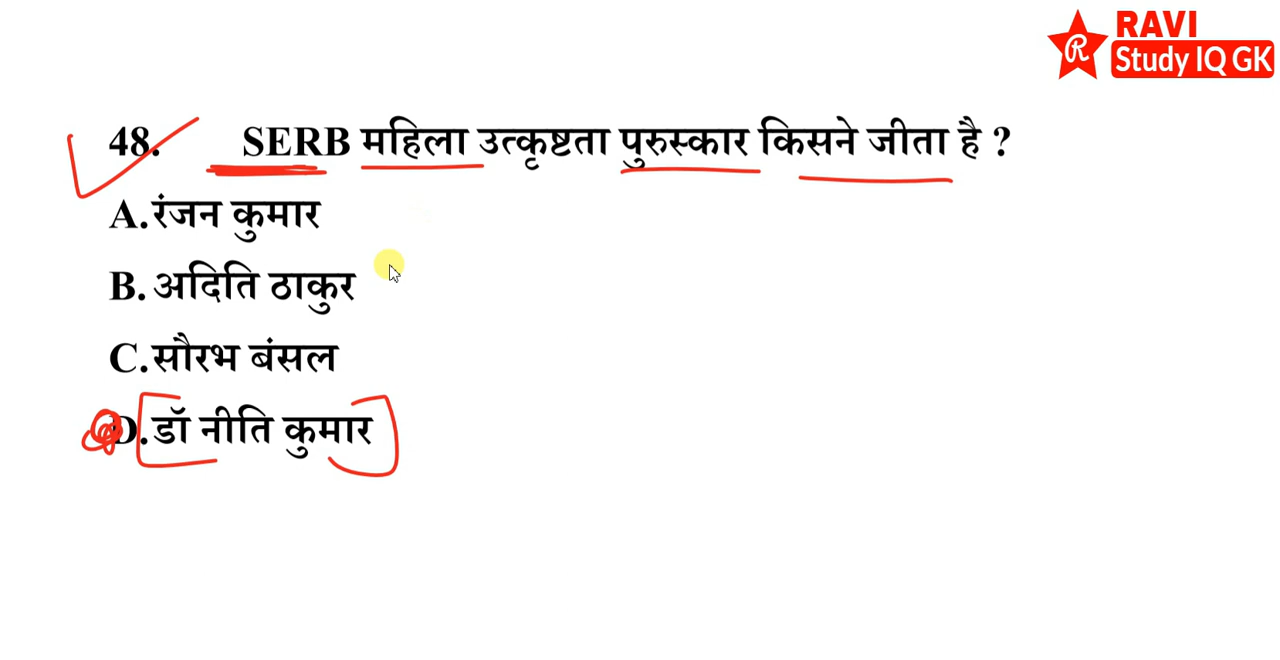 RAVI
Study IQ GK
48. SERB महिला उत्कृष्टता पुरुस्कार किसने जीता है ?
A.रंजन कुमार
B. अदिति ठाकुर
C.सौरभ बंसल
D.डॉ नीति कुमार